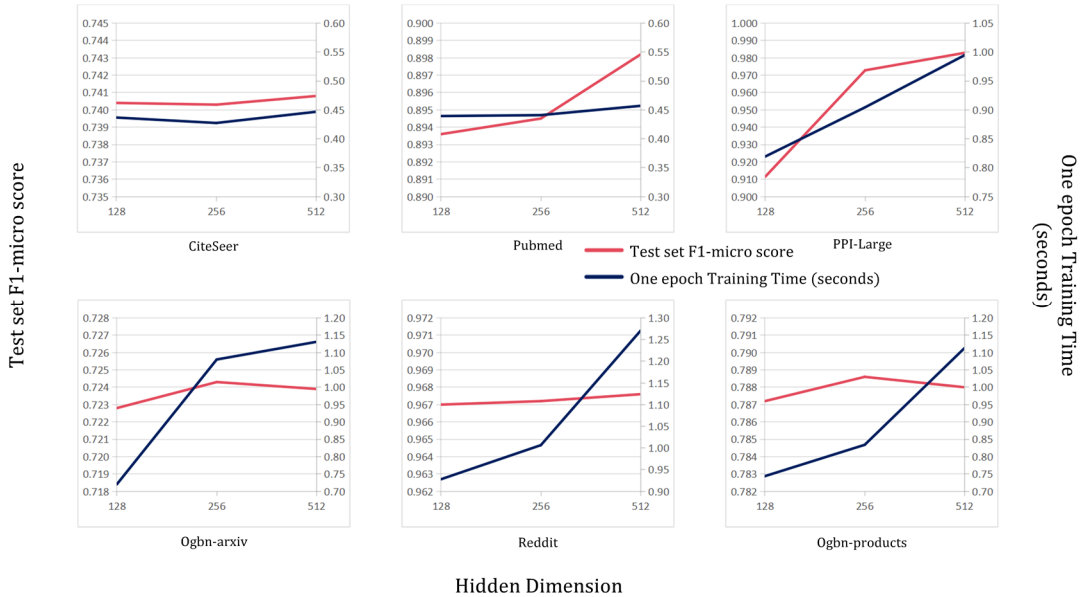 0.745 0.60 0.900 0.60 1.000 1.05
0.744 0.899 0.990
0.743 0.55 0.898 0.55 0.980 1.00
0.742 0.50 0.897 0.50 0.970 0.95
0.741 0.896 0.960
0.740 0.45 0.895 0.45 0.950 0.90
0.739 0.40 0.894 0.40 0.940 0.85
0.738 0.893 0.930
0.737 0.35 0.892 0.35 0.920 0.80
0.736 0.891 0.910
0.735 0.30 0.890 0.30 0.900 0.75
128 256 512 128 256 512 128 256 512
CiteSeer Pubmed PPI-Large
Test set F1-micro score
One epoch Training Time (seconds)
0.728 1.20 0.972 1.30 0.792 1.20
0.727 1.15 0.971 1.25 0.791 1.15
0.726 1.10 0.970 1.20 0.790 1.10
0.725 1.05 0.969 0.789 1.05
0.724 1.00 0.968 1.15 0.788 1.00
0.723 0.95 0.967 1.10 0.787 0.95
0.722 0.90 0.966 1.05 0.786 0.90
0.721 0.85 0.965 1.00 0.785 0.85
0.720 0.80 0.964 0.784 0.80
0.719 0.75 0.963 0.95 0.783 0.75
0.718 0.70 0.962 0.90 0.782 0.70
128 256 512 128 256 512 128 256 512
Ogbn-arxiv Reddit Ogbn-products
Hidden Dimension
Test set F1-micro score
One epoch Training Time
(seconds)